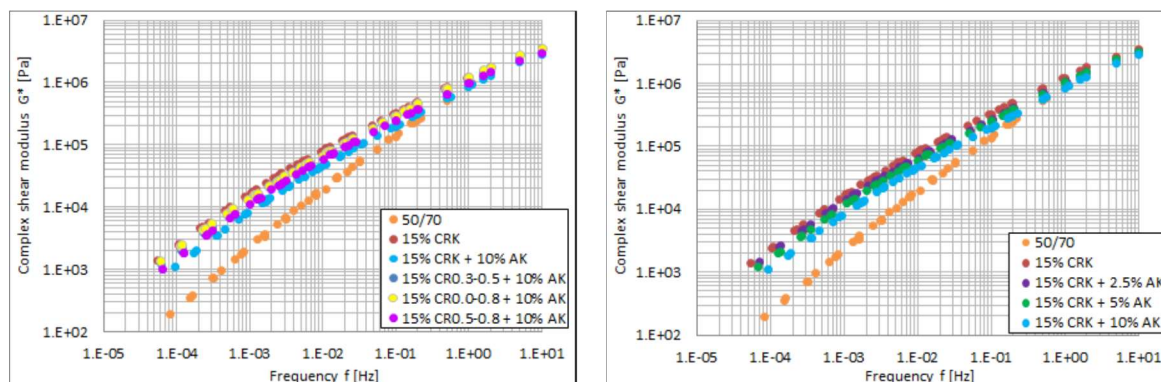 1.E+07
1.E+06
1.E+05
1.E+04
1.E+03
1.E+02
Complex shear modulus G* [Pa]
50/70
15% CRK
15% CRK + 10% AK
15% CR0.3-0.5 + 10% AK
15% CR0.0-0.8 + 10% AK
15% CR0.5-0.8 + 10% AK
1.E-05 1.E-04 1.E-03 1.E-02 1.E-01 1.E+00 1.E+01
Frequency f [Hz]
1.E+07
1.E+06
1.E+05
1.E+04
1.E+03
1.E+02
Complex shear modulus G* [Pa]
50/70
15% CRK
15% CRK + 2.5% AK
15% CRK + 5% AK
15% CRK + 10% AK
1.E-05 1.E-04 1.E-03 1.E-02 1.E-01 1.E+00 1.E+01
Frequency f [Hz]